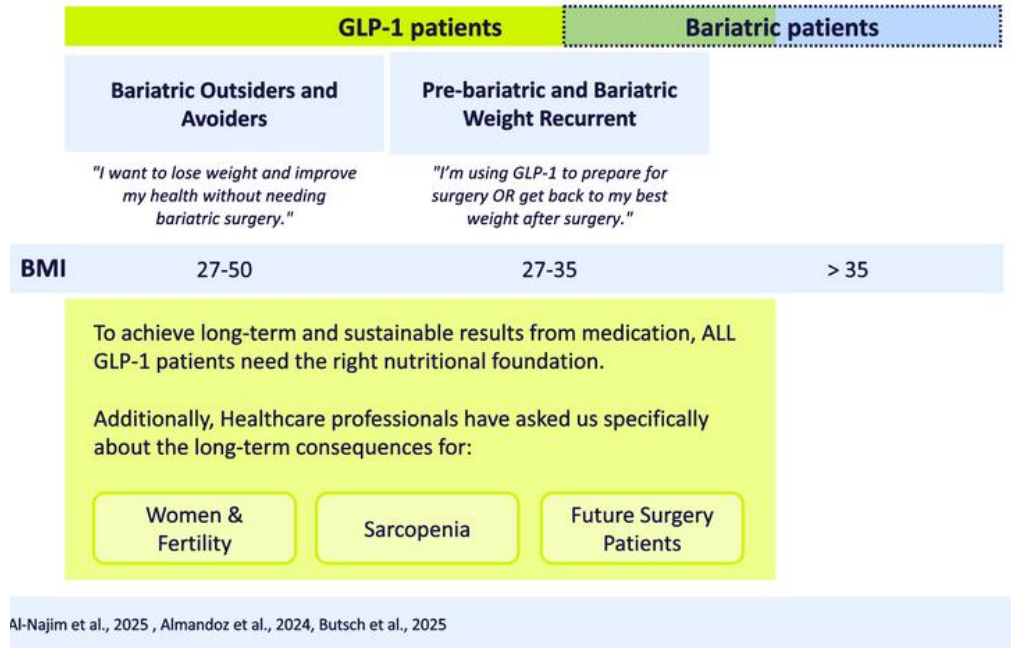 GLP-1 patients
Bariatric patients
Bariatric Outsiders and
Avoiders
Pre-bariatric and Bariatric
Weight Recurrent
"I want to lose weight and improve
my health without needing
bariatric surgery."
"I'm using GLP-1 to prepare for
surgery OR get back to my best
weight after surgery."
BMI 27-50 27-35 > 35
To achieve long-term and sustainable results from medication, ALL
GLP-1 patients need the right nutritional foundation.
Additionally, Healthcare professionals have asked us specifically
about the long-term consequences for:
Women &
Fertility
Sarcopenia
Future Surgery
Patients
Al-Najim et al., 2025 , Almandoz et al., 2024, Butsch et al., 2025